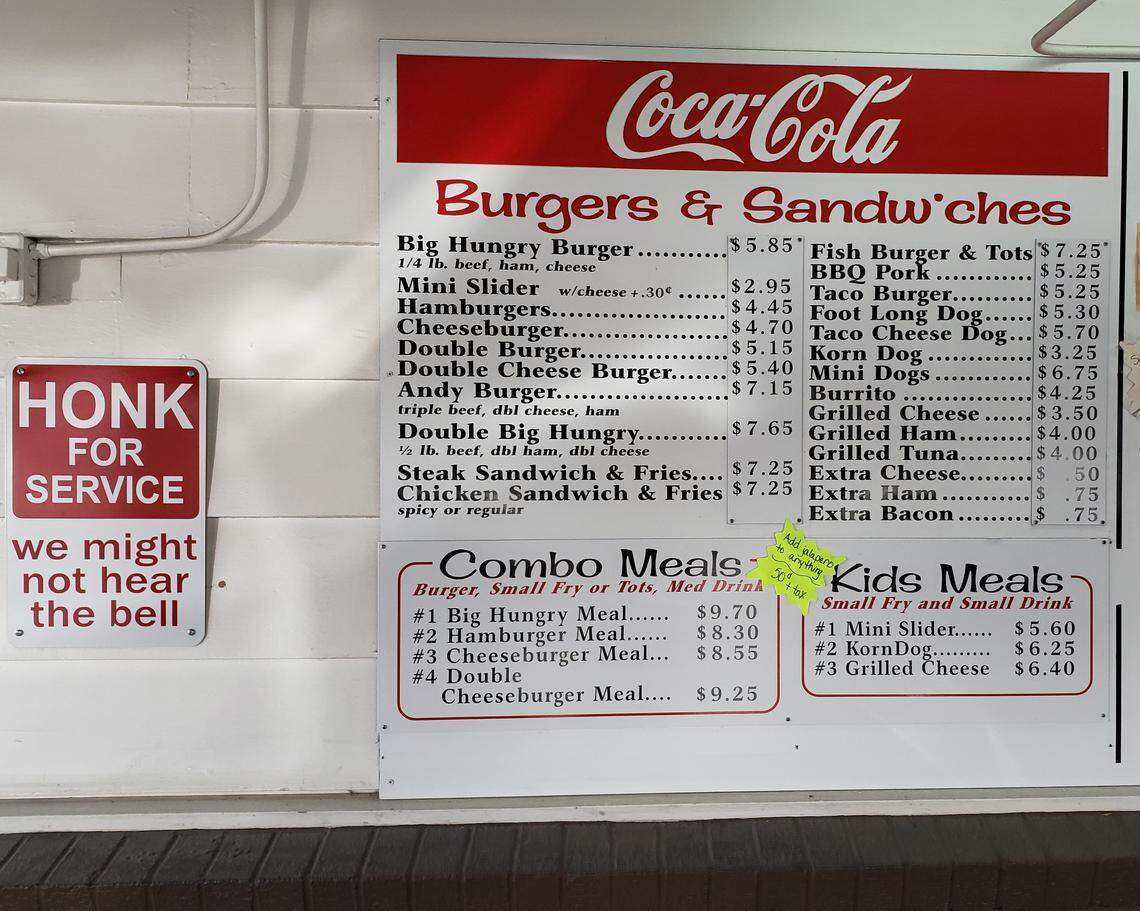 HONK
FOR
SERVICE
we might
not hear
the bell
Coca-Cola
Burgers & Sandw'ches
Big Hungry Burger........... $5.85
1/4 lb. beef, ham, cheese
Mini Slider w/cheese +.30¢ ...... $2.95
Hamburgers...................... $4.45
Cheeseburger.................... $4.70
Double Burger.................. $5.15
Double Cheese Burger....... $5.40
Andy Burger..................... $7.15
triple beef, dbl cheese, ham
Double Big Hungry........... $7.65
½ lb. beef, dbl ham, dbl cheese
Steak Sandwich & Fries.... $7.25
Chicken Sandwich & Fries $7.25
spicy or regular
Fish Burger & Tots $7.25
BBQ Pork ............. $5.25
Taco Burger........... $5.25
Foot Long Dog...... $5.30
Taco Cheese Dog... $5.70
Korn Dog .............. $3.25
Mini Dogs ............. $6.75
Burrito ................. $4.25
Grilled Cheese ...... $3.50
Grilled Ham.......... $4.00
Grilled Tuna.......... $4.00
Extra Cheese.......... $ .50
Extra Ham ............ $ .75
Extra Bacon .......... $ .75
Combo Meals
Burger, Small Fry or Tots, Med Drink
#1 Big Hungry Meal...... $9.70
#2 Hamburger Meal...... $8.30
#3 Cheeseburger Meal... $8.55
#4 Double
Cheeseburger Meal.... $9.25
Add jalapeno
to anything
50¢
+ tax
Kids Meals
Small Fry and Small Drink
#1 Mini Slider...... $5.60
#2 KornDog......... $6.25
#3 Grilled Cheese $6.40